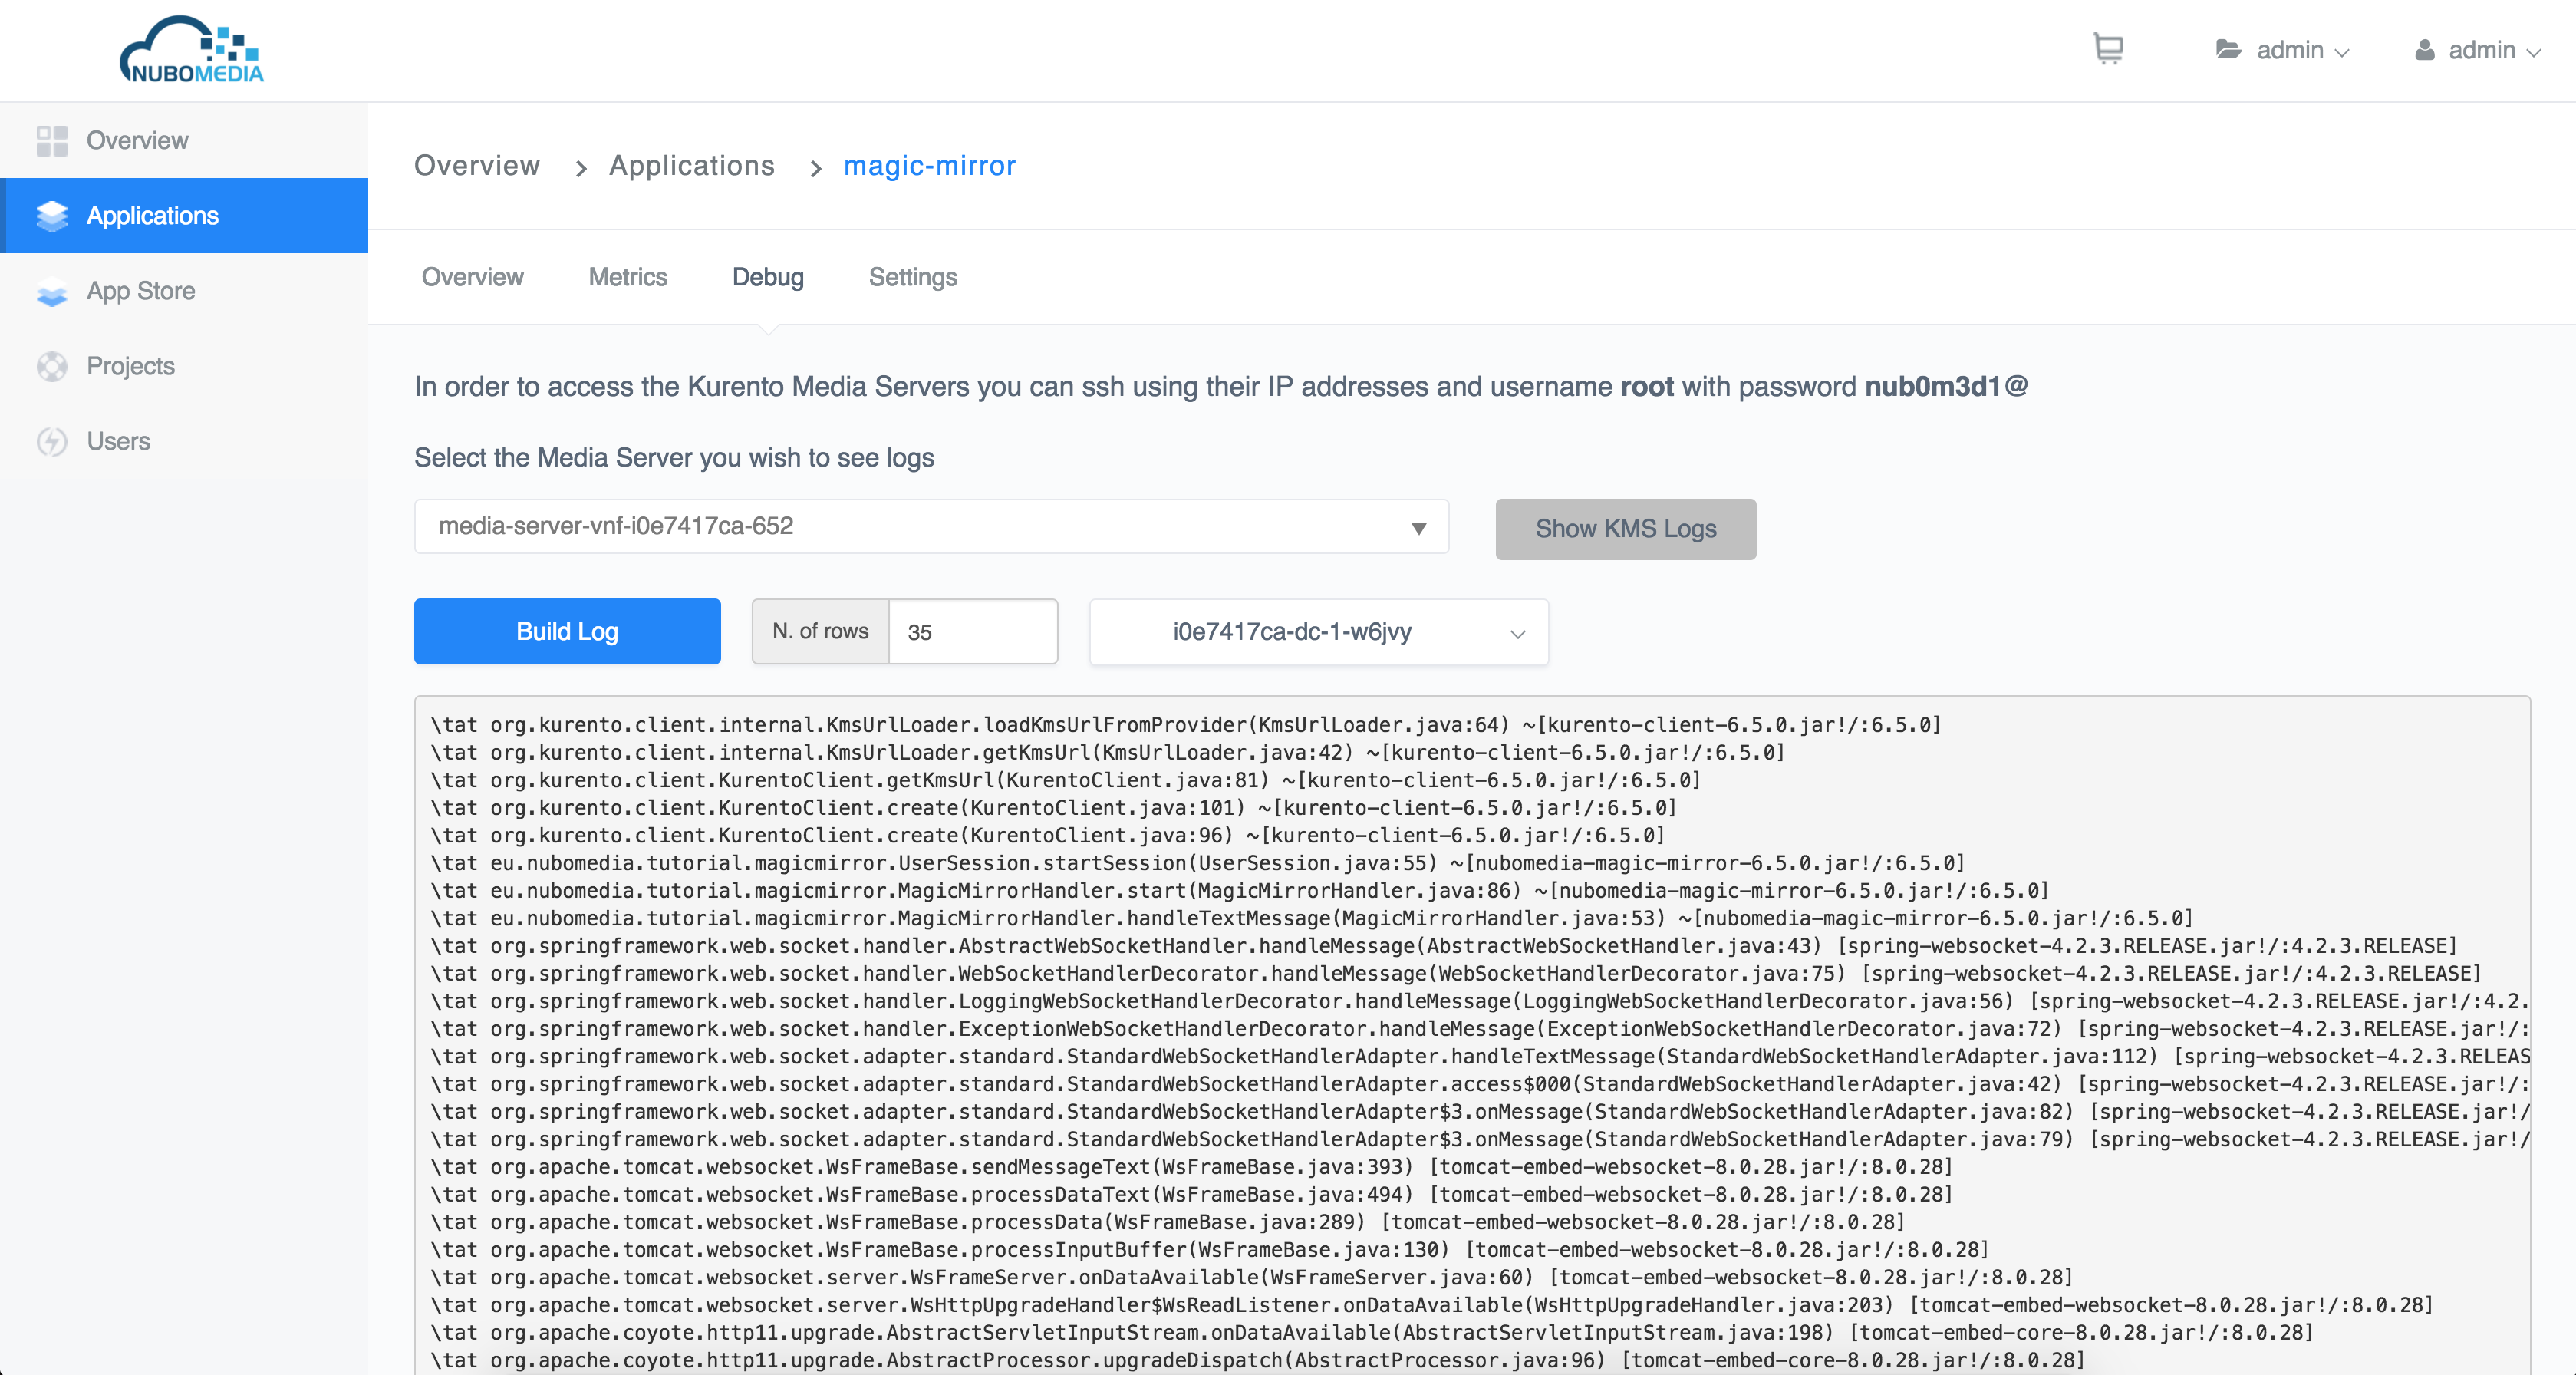 NUBOMEDIA
admin
admin
Overview
Applications
App Store
Projects
Users
Overview > Applications > magic-mirror
Overview Metrics Debug Settings
In order to access the Kurento Media Servers you can ssh using their IP addresses and username root with password nub0m3d1@
Select the Media Server you wish to see logs
media-server-vnf-i0e7417ca-652
Show KMS Logs
Build Log
N. of rows 35
i0e7417ca-dc-1-w6jvy
\tat org.kurento.client.internal.KmsUrlLoader.loadKmsUrlFromProvider(KmsUrlLoader.java:64) ~[kurento-client-6.5.0.jar!/:6.5.0]
\tat org.kurento.client.internal.KmsUrlLoader.getKmsUrl(KmsUrlLoader.java:42) ~[kurento-client-6.5.0.jar!/:6.5.0]
\tat org.kurento.client.KurentoClient.getKmsUrl(KurentoClient.java:81) ~[kurento-client-6.5.0.jar!/:6.5.0]
\tat org.kurento.client.KurentoClient.create(KurentoClient.java:101) ~[kurento-client-6.5.0.jar!/:6.5.0]
\tat org.kurento.client.KurentoClient.create(KurentoClient.java:96) ~[kurento-client-6.5.0.jar!/:6.5.0]
\tat eu.nubomedia.tutorial.magicmirror.UserSession.startSession(UserSession.java:55) ~[nubomedia-magic-mirror-6.5.0.jar!/:6.5.0]
\tat eu.nubomedia.tutorial.magicmirror.MagicMirrorHandler.start(MagicMirrorHandler.java:86) ~[nubomedia-magic-mirror-6.5.0.jar!/:6.5.0]
\tat eu.nubomedia.tutorial.magicmirror.MagicMirrorHandler.handleTextMessage(MagicMirrorHandler.java:53) ~[nubomedia-magic-mirror-6.5.0.jar!/:6.5.0]
\tat org.springframework.web.socket.handler.AbstractWebSocketHandler.handleMessage(AbstractWebSocketHandler.java:43) [spring-websocket-4.2.3.RELEASE.jar!/:4.2.3.RELEASE]
\tat org.springframework.web.socket.handler.WebSocketHandlerDecorator.handleMessage(WebSocketHandlerDecorator.java:75) [spring-websocket-4.2.3.RELEASE.jar!/:4.2.3.RELEASE]
\tat org.springframework.web.socket.handler.LoggingWebSocketHandlerDecorator.handleMessage(LoggingWebSocketHandlerDecorator.java:56) [spring-websocket-4.2.3.RELEASE.jar!/:4.2.
\tat org.springframework.web.socket.handler.ExceptionWebSocketHandlerDecorator.handleMessage(ExceptionWebSocketHandlerDecorator.java:72) [spring-websocket-4.2.3.RELEASE.jar!/:
\tat org.springframework.web.socket.adapter.standard.StandardWebSocketHandlerAdapter.handleTextMessage(StandardWebSocketHandlerAdapter.java:112) [spring-websocket-4.2.3.RELEAS
\tat org.springframework.web.socket.adapter.standard.StandardWebSocketHandlerAdapter.access$000(StandardWebSocketHandlerAdapter.java:42) [spring-websocket-4.2.3.RELEASE.jar!/:
\tat org.springframework.web.socket.adapter.standard.StandardWebSocketHandlerAdapter$3.onMessage(StandardWebSocketHandlerAdapter.java:82) [spring-websocket-4.2.3.RELEASE.jar!/
\tat org.springframework.web.socket.adapter.standard.StandardWebSocketHandlerAdapter$3.onMessage(StandardWebSocketHandlerAdapter.java:79) [spring-websocket-4.2.3.RELEASE.jar!/
\tat org.apache.tomcat.websocket.WsFrameBase.sendMessageText(WsFrameBase.java:393) [tomcat-embed-websocket-8.0.28.jar!/:8.0.28]
\tat org.apache.tomcat.websocket.WsFrameBase.processDataText(WsFrameBase.java:494) [tomcat-embed-websocket-8.0.28.jar!/:8.0.28]
\tat org.apache.tomcat.websocket.WsFrameBase.processData(WsFrameBase.java:289) [tomcat-embed-websocket-8.0.28.jar!/:8.0.28]
\tat org.apache.tomcat.websocket.WsFrameBase.processInputBuffer(WsFrameBase.java:130) [tomcat-embed-websocket-8.0.28.jar!/:8.0.28]
\tat org.apache.tomcat.websocket.server.WsFrameServer.onDataAvailable(WsFrameServer.java:60) [tomcat-embed-websocket-8.0.28.jar!/:8.0.28]
\tat org.apache.tomcat.websocket.server.WsHttpUpgradeHandler$WsReadListener.onDataAvailable(WsHttpUpgradeHandler.java:203) [tomcat-embed-websocket-8.0.28.jar!/:8.0.28]
\tat org.apache.coyote.http11.upgrade.AbstractServletInputStream.onDataAvailable(AbstractServletInputStream.java:198) [tomcat-embed-core-8.0.28.jar!/:8.0.28]
\tat org.apache.coyote.http11.upgrade.AbstractProcessor.upgradeDispatch(AbstractProcessor.java:96) [tomcat-embed-core-8.0.28.jar!/:8.0.28]